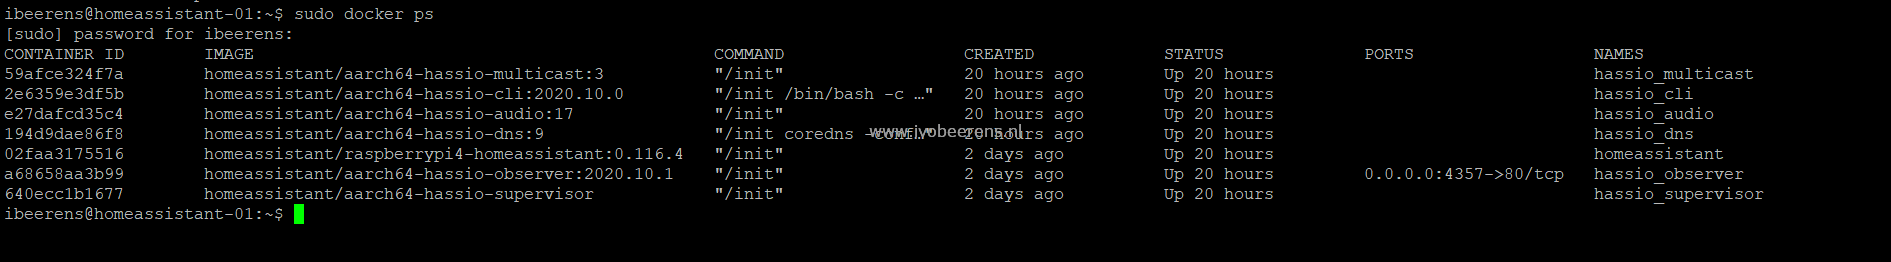 ibeerens@homeassistant-01:~$ sudo docker ps
[sudo] password for ibeerens:
CONTAINER ID        IMAGE                                              COMMAND                  CREATED             STATUS              PORTS                  NAMES
59afce324f7a        homeassistant/aarch64-hassio-multicast:3           "/init"                  20 hours ago        Up 20 hours                                hassio_multicast
2e6359e3df5b        homeassistant/aarch64-hassio-cli:2020.10.0         "/init /bin/bash -c …"   20 hours ago        Up 20 hours                                hassio_cli
e27dafcd35c4        homeassistant/aarch64-hassio-audio:17              "/init"                  20 hours ago        Up 20 hours                                hassio_audio
194d9dae86f8        homeassistant/aarch64-hassio-dns:9                 "/init coredns                    hours ago        Up 20 hours                                hassio_dns
www.ivobeerens.nl
02faa3175516        homeassistant/raspberrypi4-homeassistant:0.116.4   "/init"                  2 days ago          Up 20 hours                                homeassistant
a68658aa3b99        homeassistant/aarch64-hassio-observer:2020.10.1    "/init"                  2 days ago          Up 20 hours         0.0.0.0:4357->80/tcp   hassio_observer
640ecc1b1677        homeassistant/aarch64-hassio-supervisor            "/init"                  2 days ago          Up 20 hours                                hassio_supervisor
ibeerens@homeassistant-01:~$